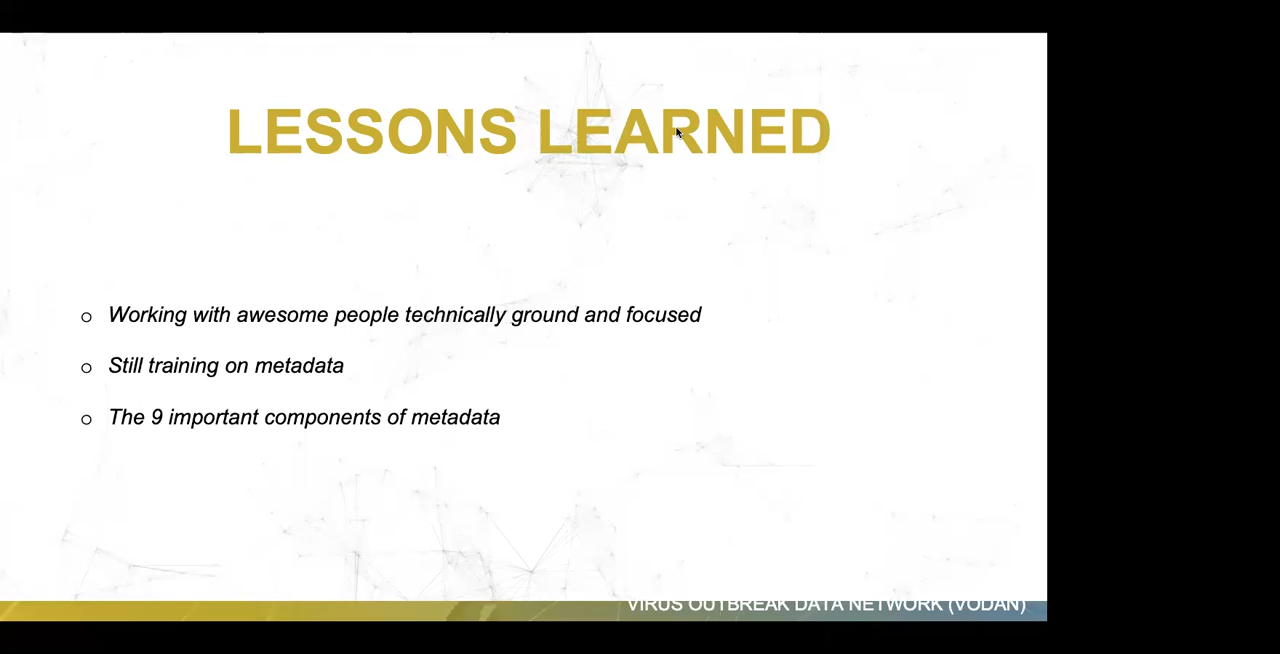 LESSONS LEARNED
Working with awesome people technically ground and focused
Still training on metadata
The 9 important components of metadata
VIRUS OUTBREAK DATA NETWORK (VODAN)